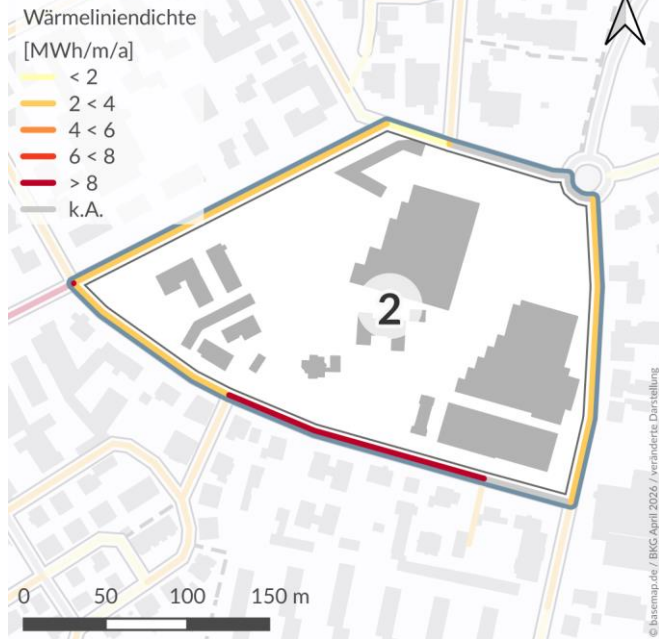 Wärmeliniendichte
[MWh/m/a]
< 2
2 < 4
4 < 6
6 < 8
> 8
k.A.
2
0 50 100 150 m
© basemap.de / BKG April 2026 / veränderte Darstellung